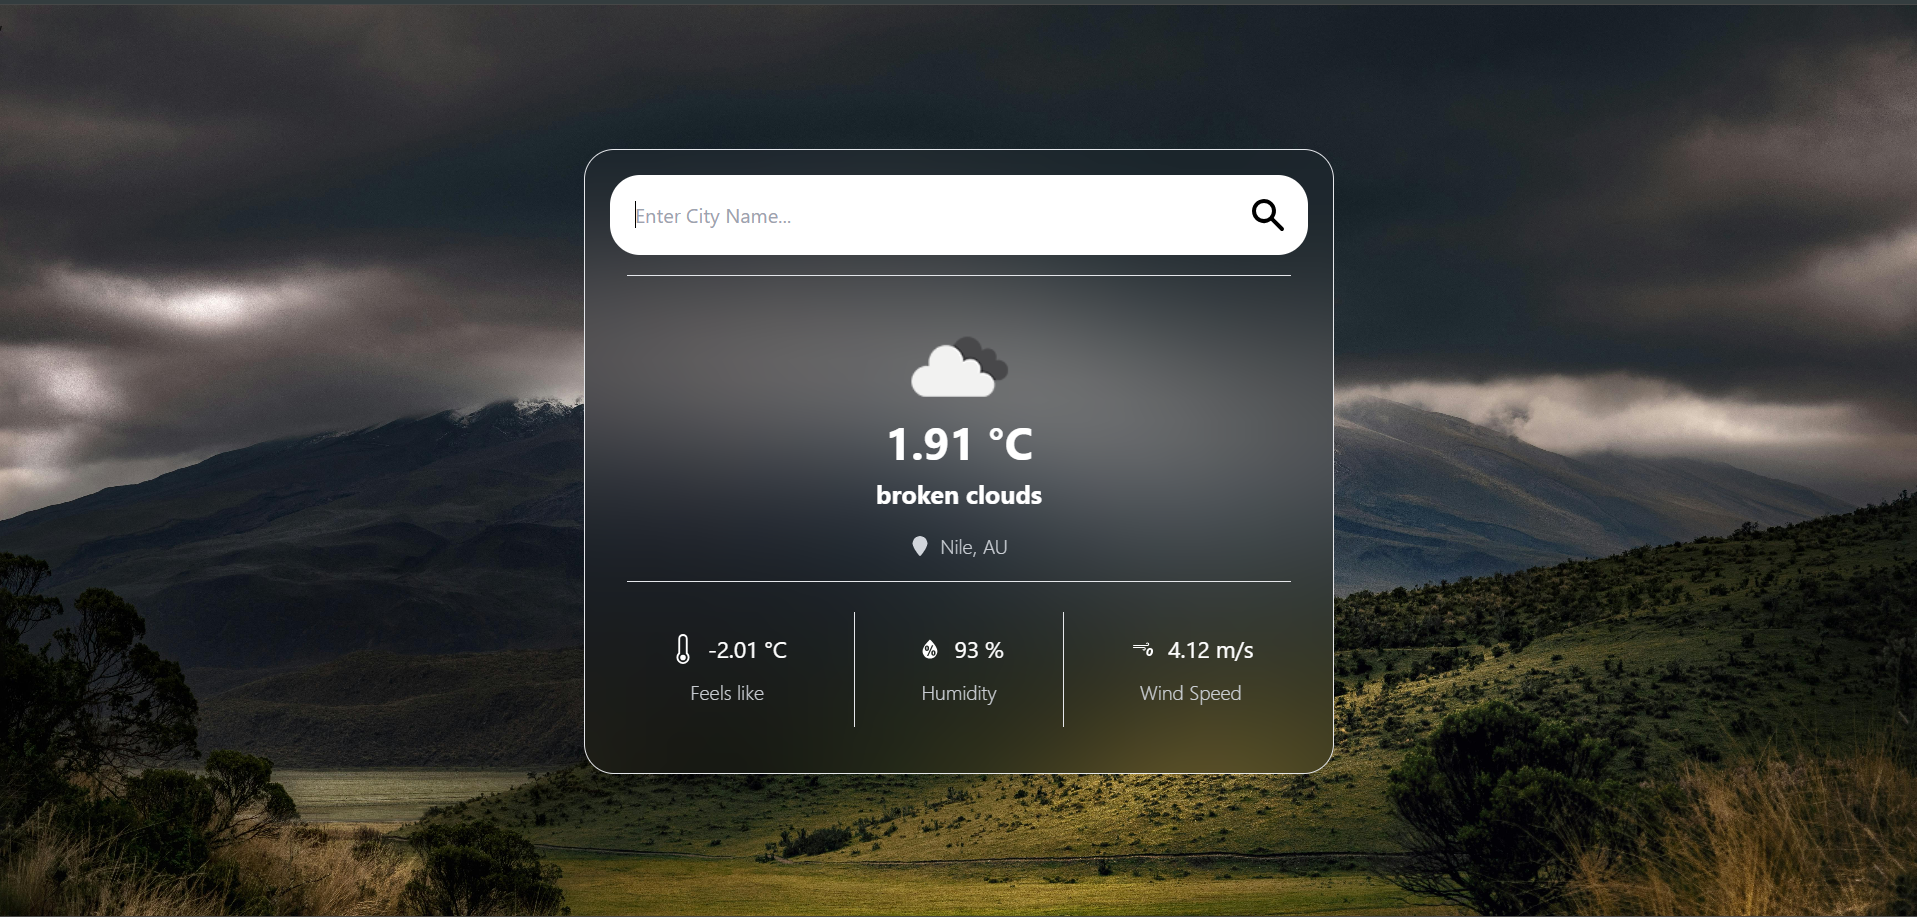 Enter City Name...
1.91 °C
broken clouds
Nile, AU
-2.01 °C
93 %
4.12 m/s
Feels like
Humidity
Wind Speed